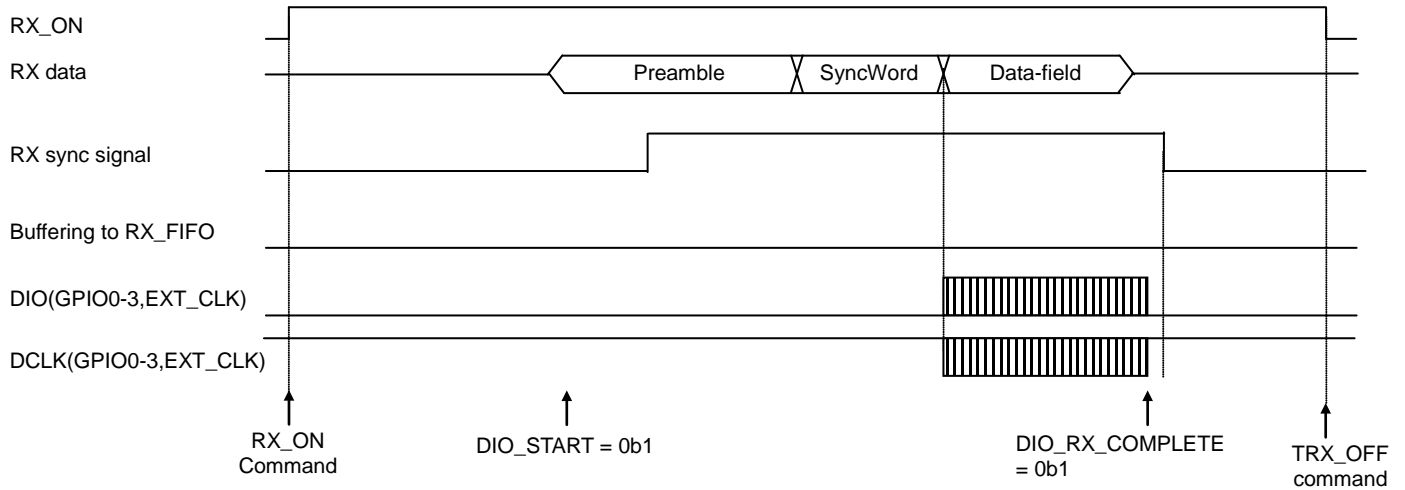 RX_ON
RX data
Preamble
SyncWord
Data-field
RX sync signal
Buffering to RX_FIFO
DIO(GPIO0-3,EXT_CLK)
DCLK(GPIO0-3,EXT_CLK)
RX_ON
Command
DIO_START = 0b1
DIO_RX_COMPLETE
= 0b1
TRX_OFF
command